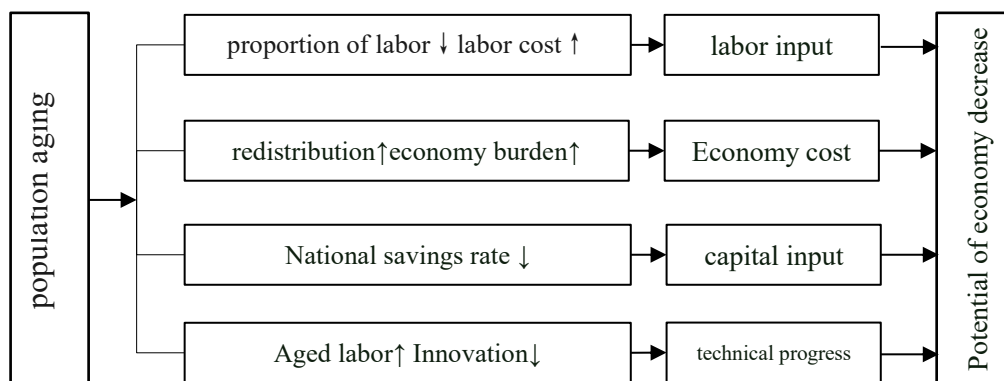 population aging
proportion of labor ↓ labor cost ↑
labor input
redistribution↑economy burden↑
Economy cost
National savings rate ↓
capital input
Aged labor↑ Innovation↓
technical progress
Potential of economy decrease